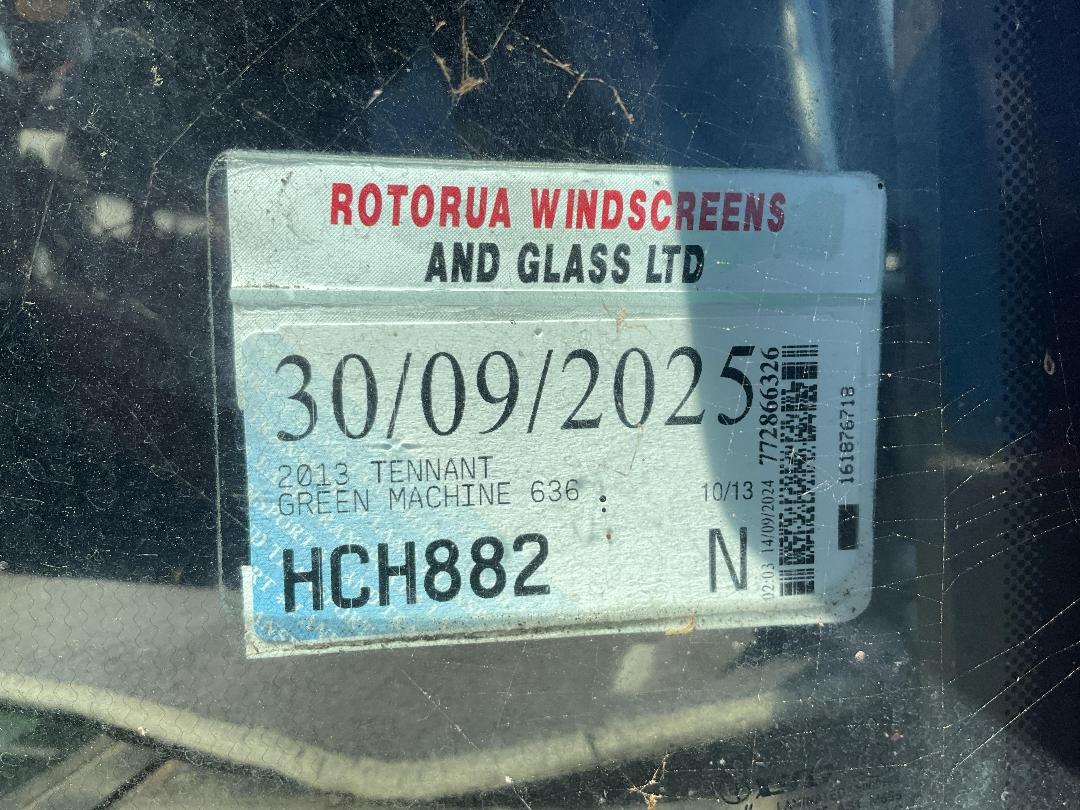 ROTORUA WINDSCREENS
AND GLASS LTD
30/09/2025
2013 TENNANT
GREEN MACHINE 636
10/13
HCH882
N
02:03 14/09/2024 772866326
161876718